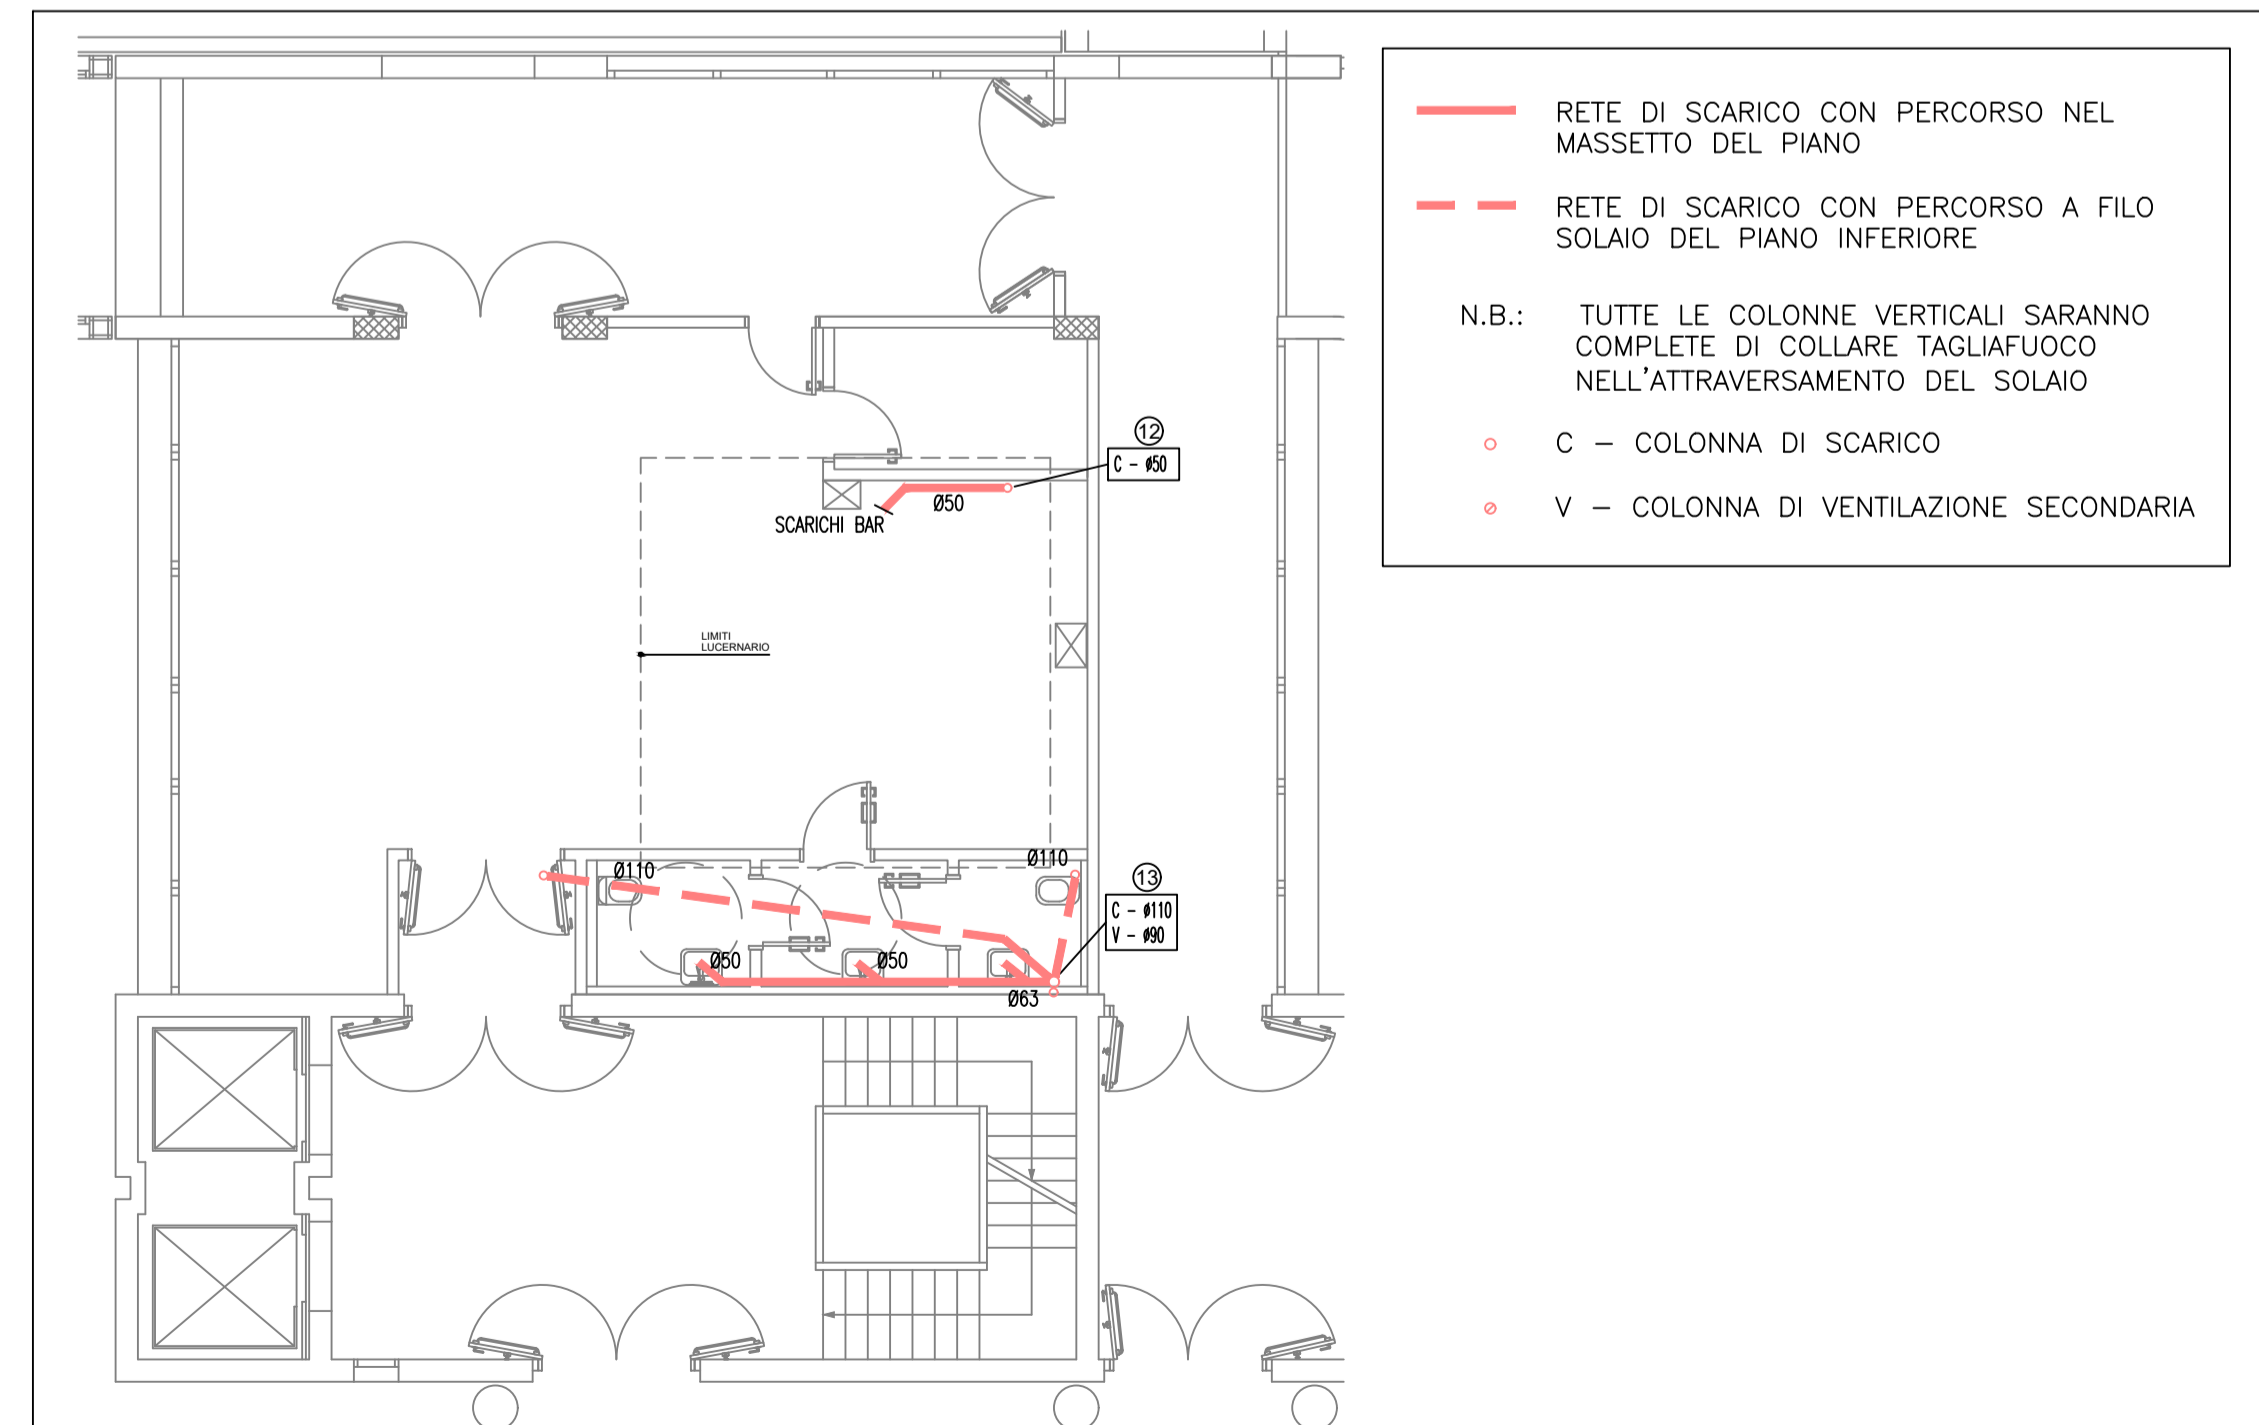 RETE DI SCARICO CON PERCORSO NEL
MASSETTO DEL PIANO
RETE DI SCARICO CON PERCORSO A FILO
SOLAIO DEL PIANO INFERIORE
N.B.: TUTTE LE COLONNE VERTICALI SARANNO
COMPLETE DI COLLARE TAGLIAFUOCO
NELL'ATTRAVERSAMENTO DEL SOLAIO
C – COLONNA DI SCARICO
V – COLONNA DI VENTILAZIONE SECONDARIA
12
C - ø50
Ø50
SCARICHI BAR
LIMITI
LUCERNARIO
Ø110
Ø110
13
C - ø110
V - ø90
Ø50
Ø50
Ø63